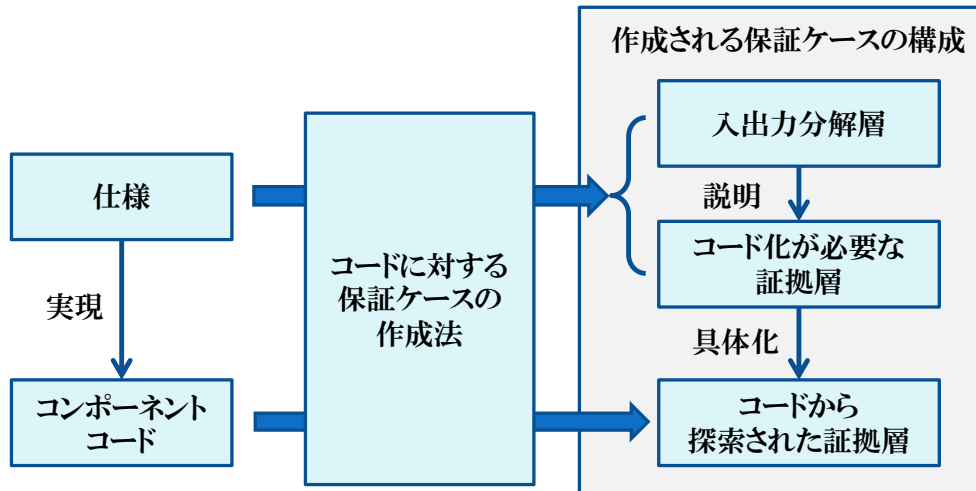 作成される保証ケースの構成
入出力分解層
仕様
説明
コードに対する
保証ケースの
作成法
コード化が必要な
証拠層
実現
具体化
コンポーネント
コード
コードから
探索された証拠層